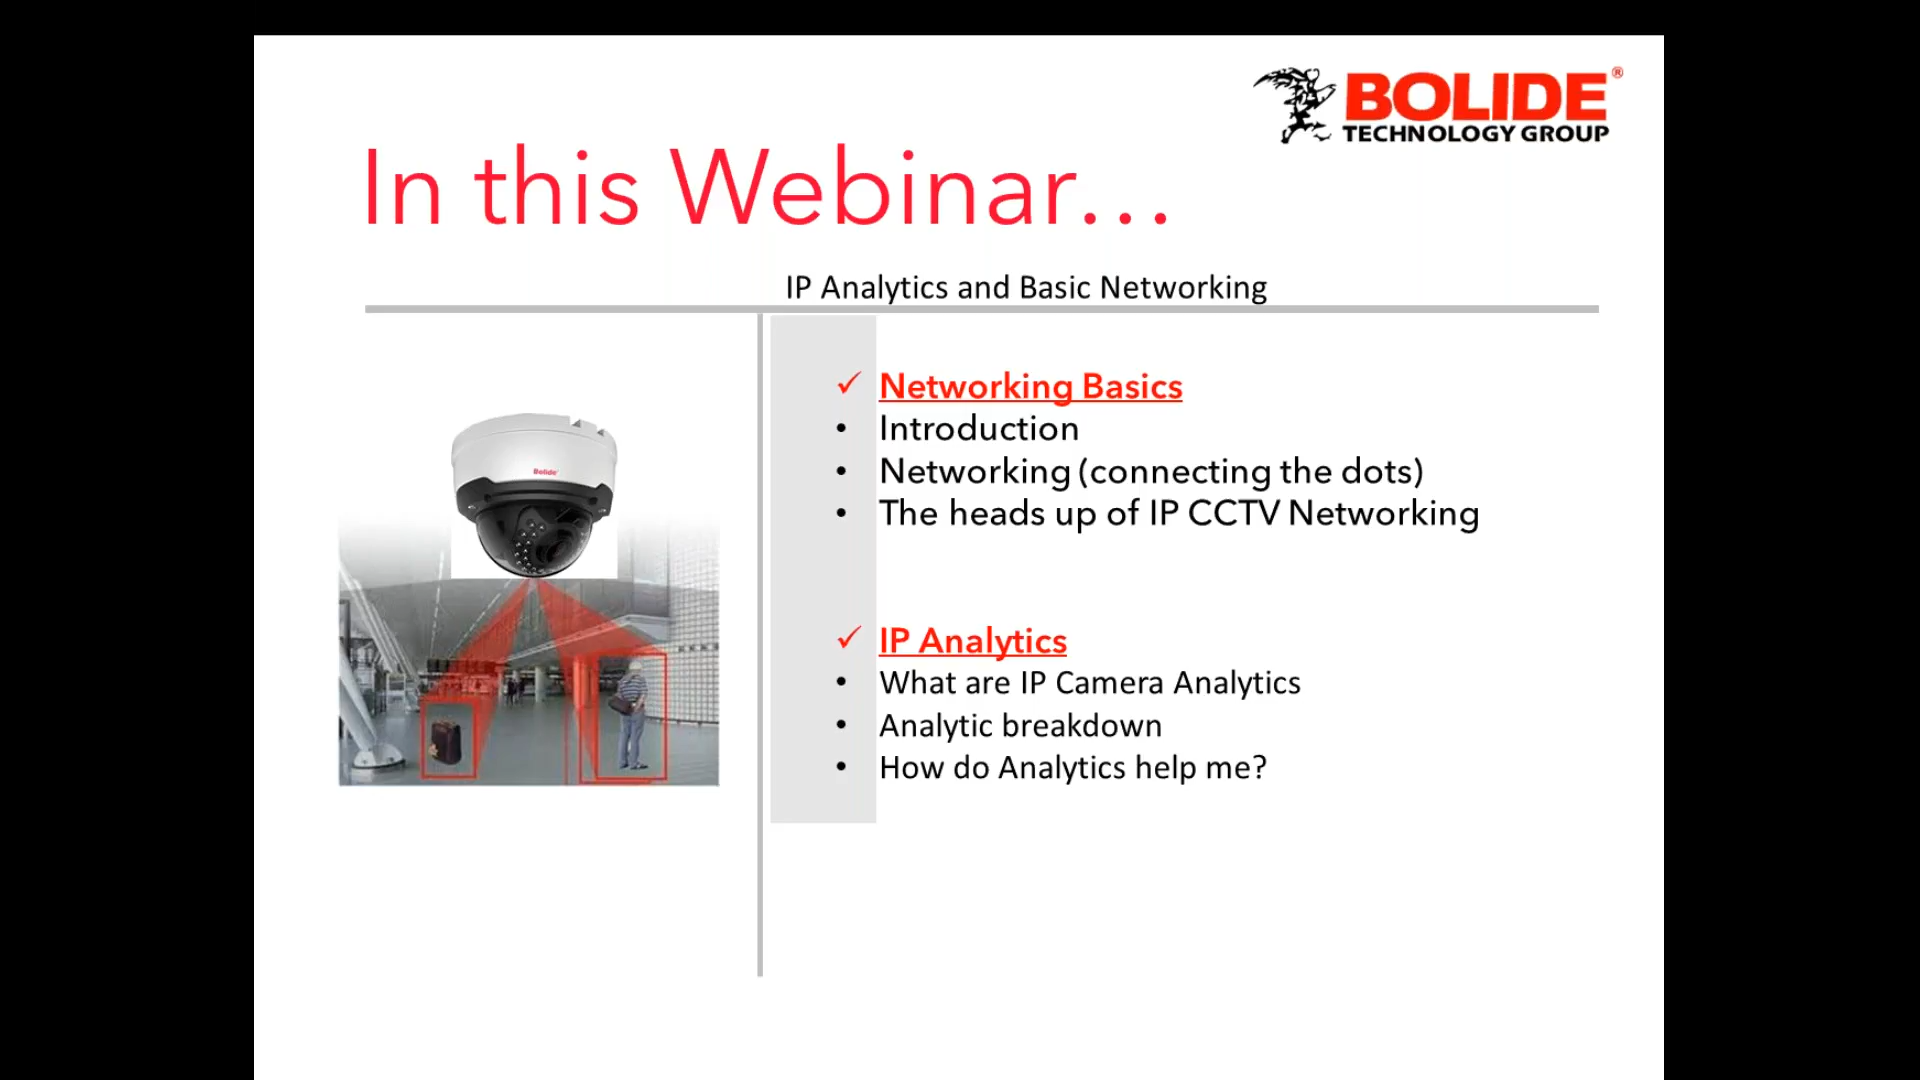 BOLIDE®
TECHNOLOGY GROUP
In this Webinar...
IP Analytics and Basic Networking
Bolide
✓ Networking Basics
• Introduction
• Networking (connecting the dots)
• The heads up of IP CCTV Networking
✓ IP Analytics
• What are IP Camera Analytics
• Analytic breakdown
• How do Analytics help me?